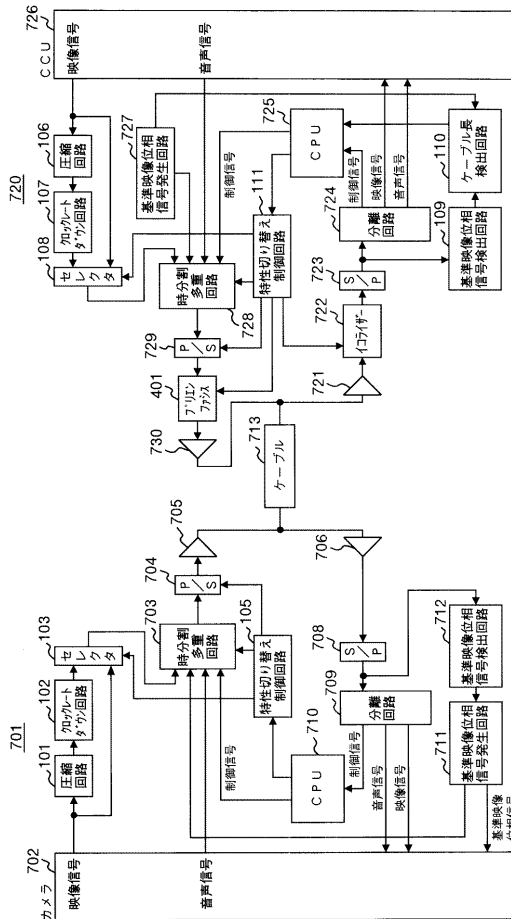 701
カメラ
702
映像信号
101
圧縮
回路
102
クロックレート
ダウン回路
103
セレクタ
音声信号
703
時分割
多重
回路
704
P/S
705
105
特性切り替え
制御回路
制御信号
710
CPU
制御信号
音声信号
映像信号
709
分離回路
708
S/P
706
712
基準映像位相
信号検出回路
711
基準映像位相
信号発生回路
基準映像
位相信号
713
ケーブル
720
726
CCU
映像信号
106
圧縮
回路
107
クロックレート
ダウン回路
108
セレクタ
音声信号
727
基準映像位相
信号発生回路
時分割
多重
回路
728
729
P/S
401
プリエン
ファシス
730
制御信号
111
特性切り替え
制御回路
725
CPU
制御信号
映像信号
音声信号
724
分離回路
723
S/P
722
イコライザー
721
109
基準映像位相
信号検出回路
110
ケーブル長
検出回路